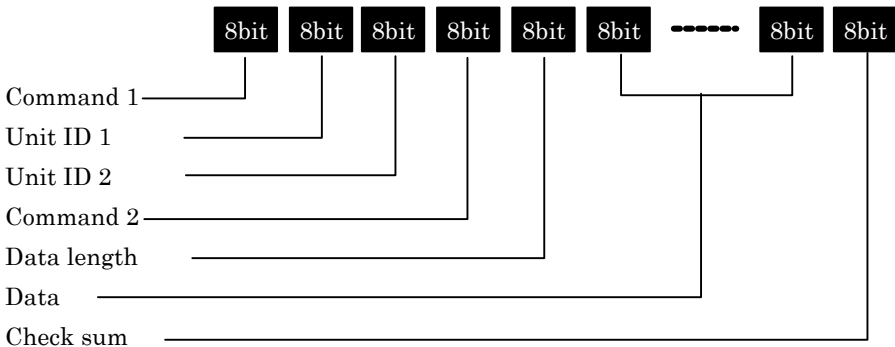 8bit 8bit 8bit 8bit 8bit 8bit 8bit 8bit
Command 1
Unit ID 1
Unit ID 2
Command 2
Data length
Data
Check sum